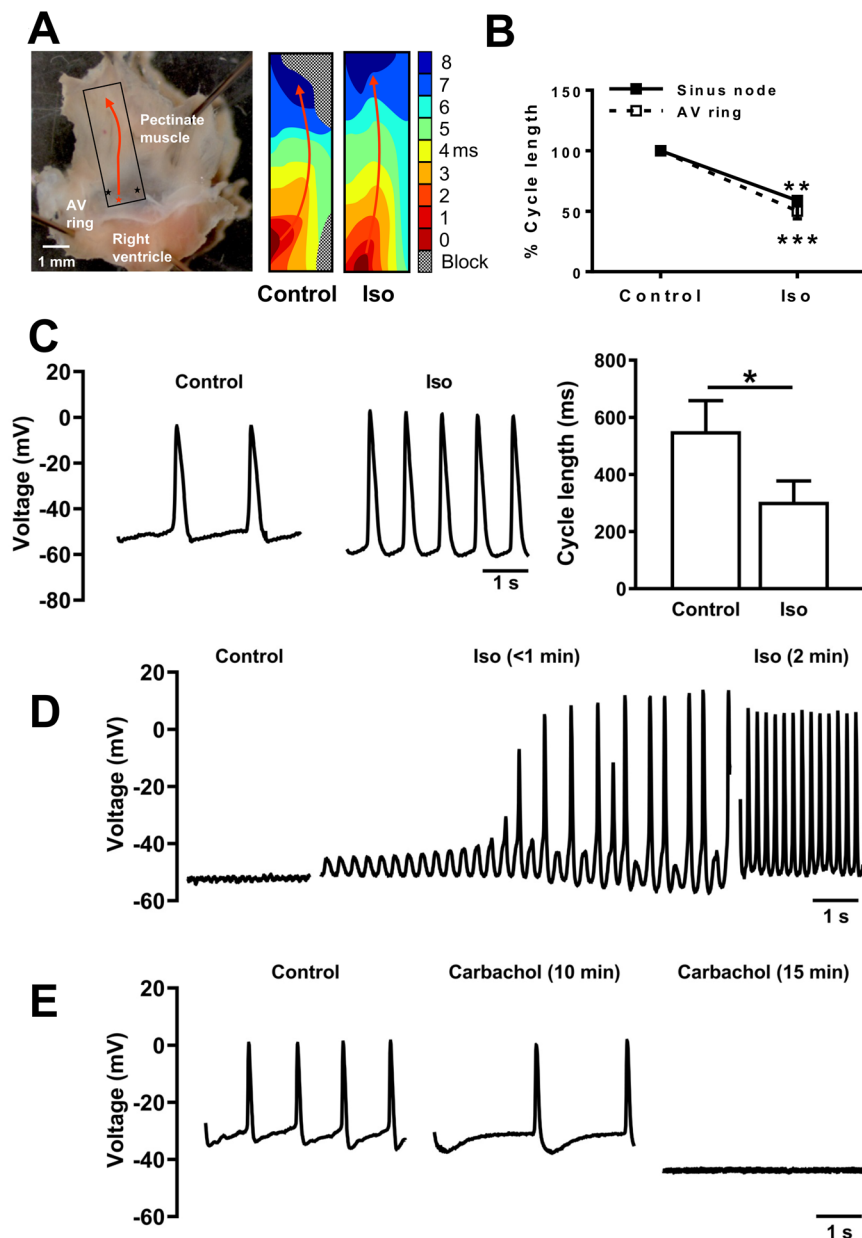 A
Pectinate
muscle
AV
ring
Right
ventricle
1 mm
8
7
6
5
4 ms
3
2
1
0
Block
Control
Iso
B
% Cycle length
150
100
50
0
Sinus node
AV ring
**
***
Control
Iso
C
Voltage (mV)
20
0
-20
-40
-60
-80
Control
Iso
1 s
Cycle length (ms)
800
600
400
200
0
*
Control
Iso
D
Voltage (mV)
20
0
-20
-40
-60
Control
Iso (<1 min)
Iso (2 min)
1 s
E
Voltage (mV)
20
0
-20
-40
-60
Control
Carbachol (10 min)
Carbachol (15 min)
1 s